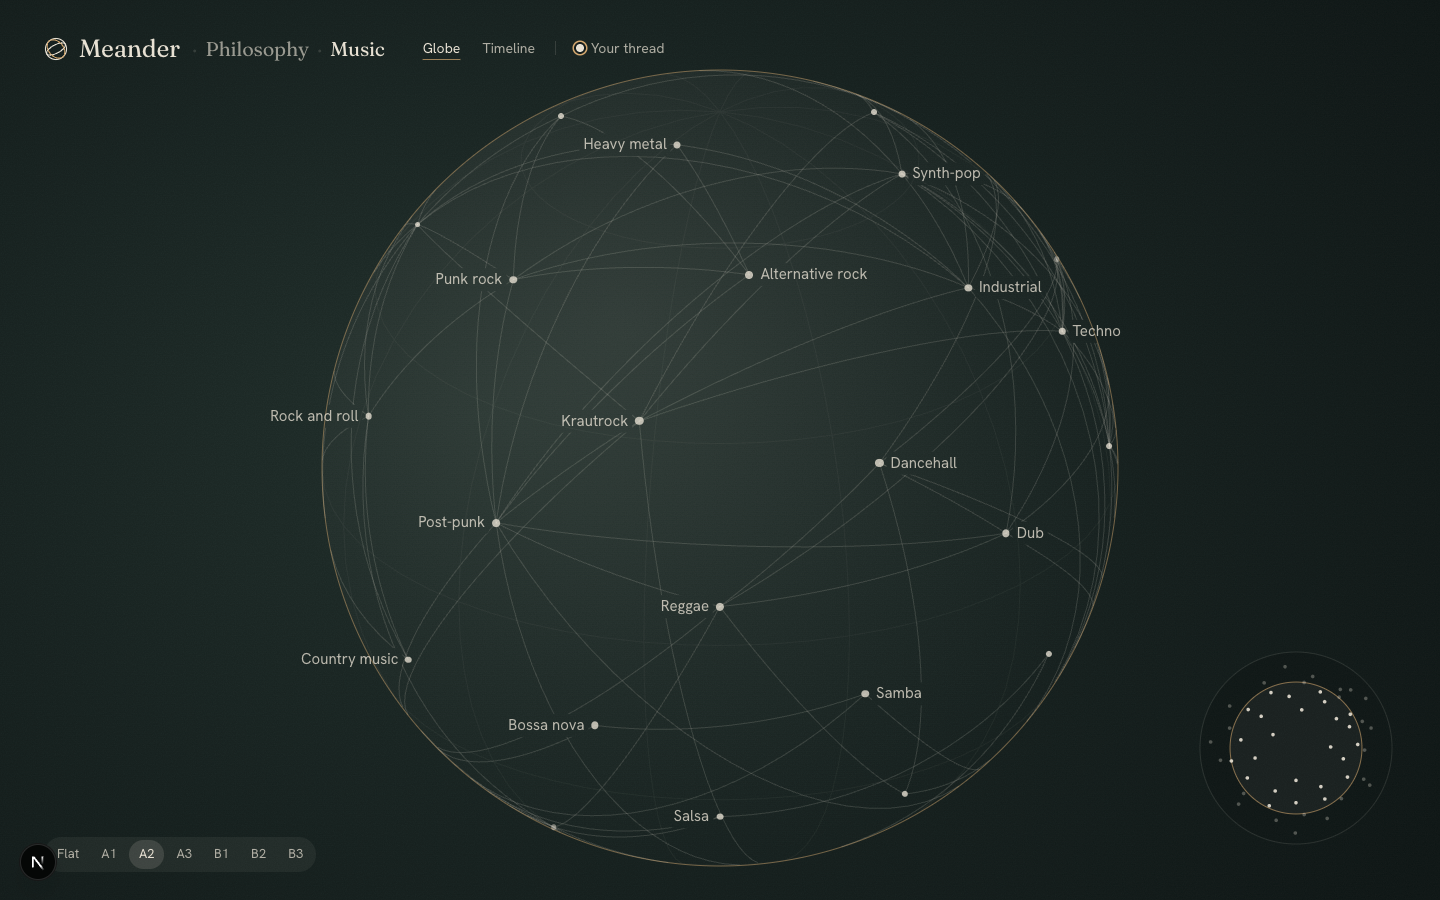 Meander · Philosophy · Music Globe Timeline Your thread
Heavy metal
Synth-pop
Punk rock
Alternative rock
Industrial
Techno
Rock and roll
Krautrock
Dancehall
Post-punk
Dub
Reggae
Country music
Samba
Bossa nova
Salsa
N Flat A1 A2 A3 B1 B2 B3